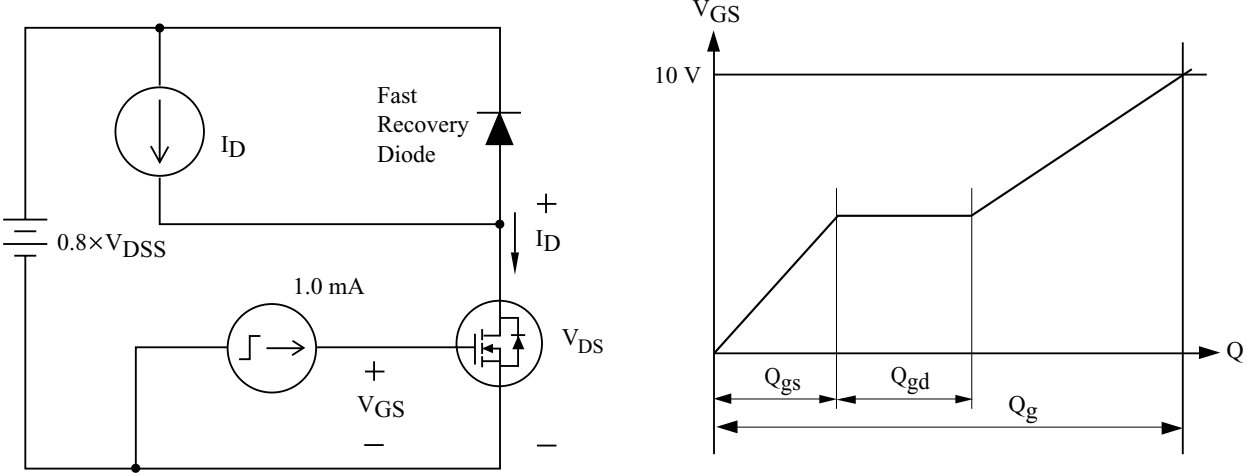 I_D
Fast
Recovery
Diode
+
I_D
0.8×V_DSS
1.0 mA
V_DS
+
V_GS
−
−
V_GS
10 V
Q
Q_gs
Q_gd
Q_g